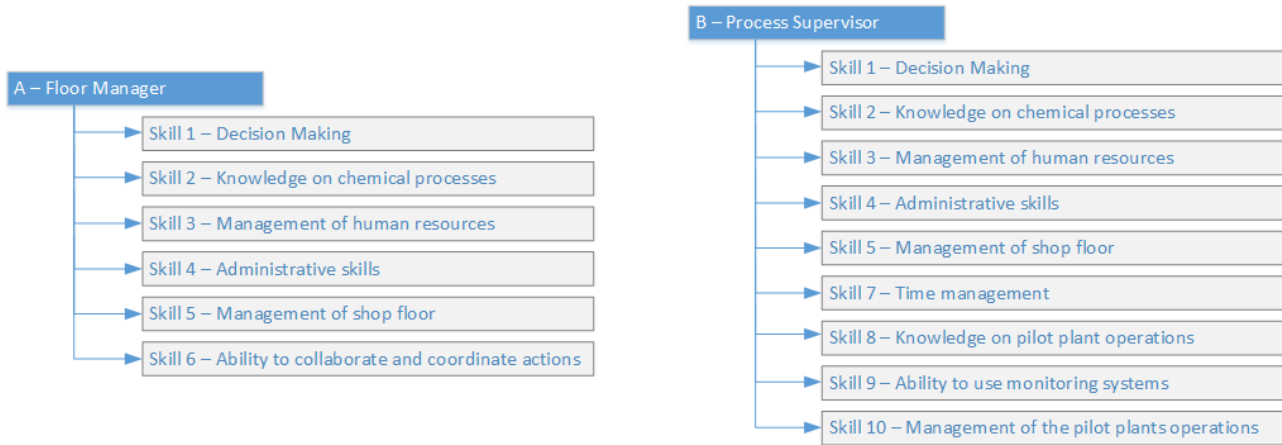 A – Floor Manager
Skill 1 – Decision Making
Skill 2 – Knowledge on chemical processes
Skill 3 – Management of human resources
Skill 4 – Administrative skills
Skill 5 – Management of shop floor
Skill 6 – Ability to collaborate and coordinate actions
B – Process Supervisor
Skill 1 – Decision Making
Skill 2 – Knowledge on chemical processes
Skill 3 – Management of human resources
Skill 4 – Administrative skills
Skill 5 – Management of shop floor
Skill 7 – Time management
Skill 8 – Knowledge on pilot plant operations
Skill 9 – Ability to use monitoring systems
Skill 10 – Management of the pilot plants operations